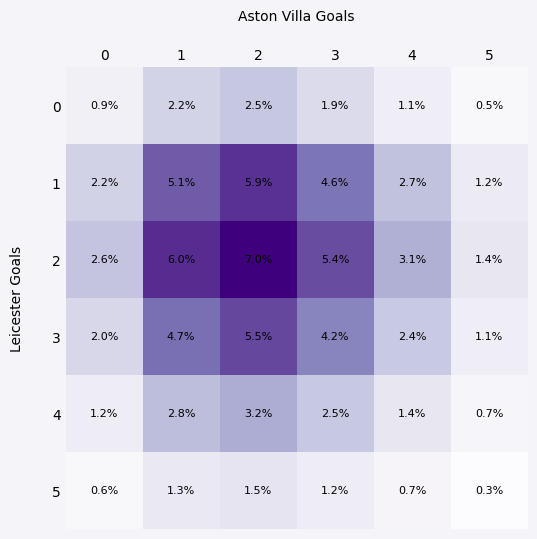 Aston Villa Goals
0 1 2 3 4 5
0 0.9% 2.2% 2.5% 1.9% 1.1% 0.5%
1 2.2% 5.1% 5.9% 4.6% 2.7% 1.2%
2 2.6% 6.0% 7.0% 5.4% 3.1% 1.4%
3 2.0% 4.7% 5.5% 4.2% 2.4% 1.1%
4 1.2% 2.8% 3.2% 2.5% 1.4% 0.7%
5 0.6% 1.3% 1.5% 1.2% 0.7% 0.3%
Leicester Goals